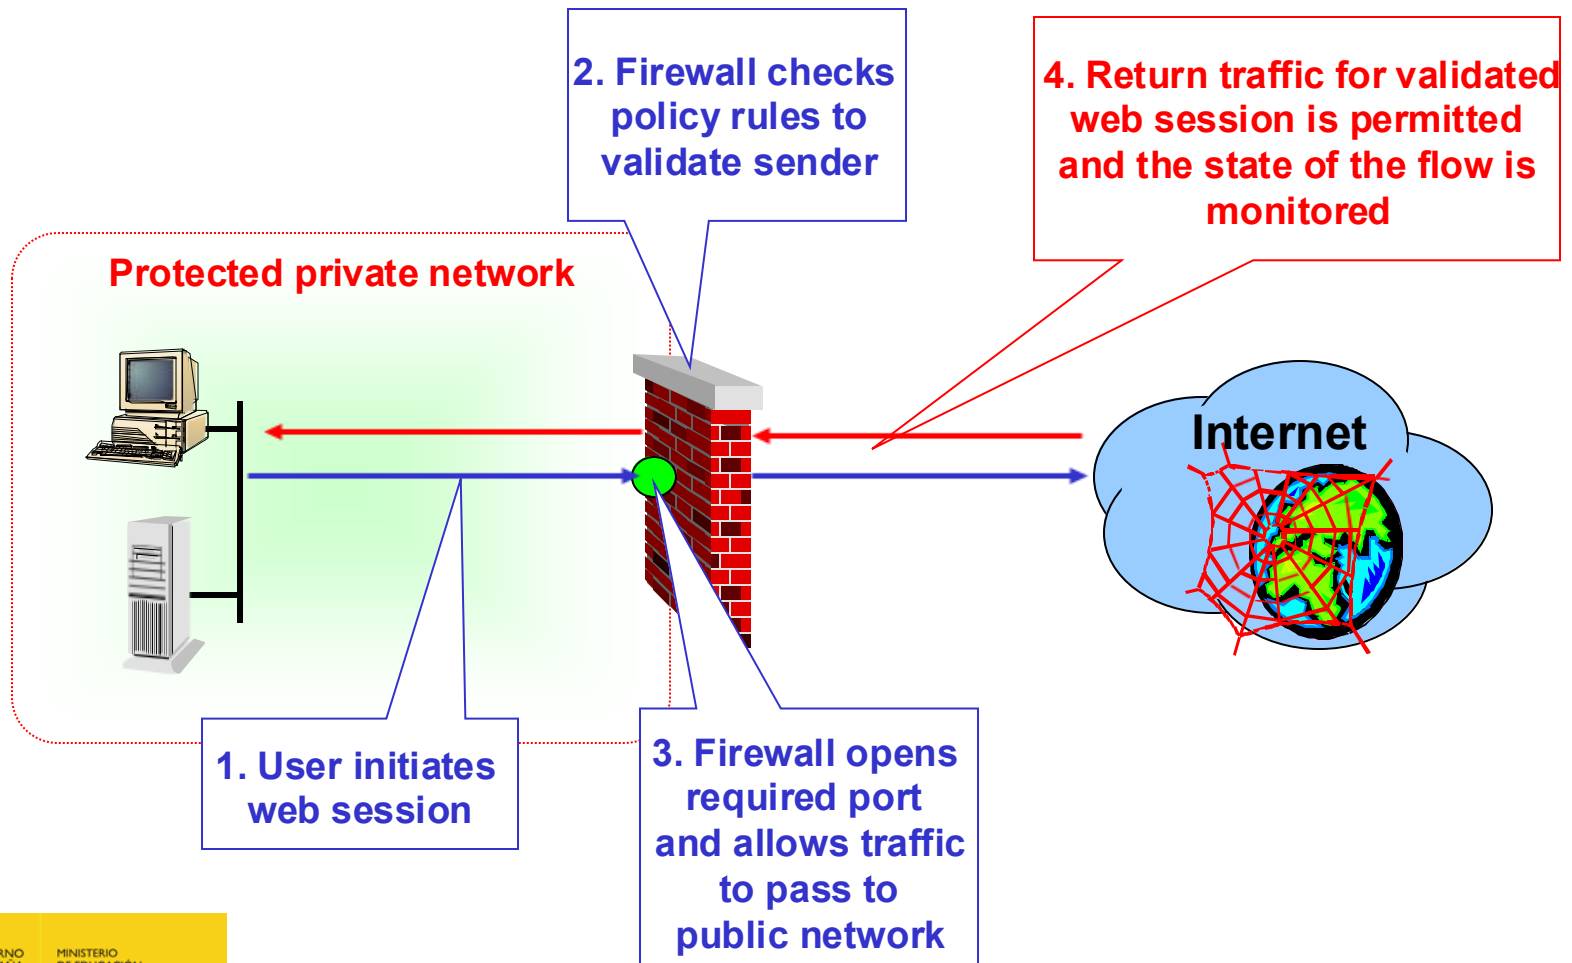 2. Firewall checks
policy rules to
validate sender
4. Return traffic for validated
web session is permitted
and the state of the flow is
monitored
Protected private network
Internet
1. User initiates
web session
3. Firewall opens
required port
and allows traffic
to pass to
public network
MINISTERIO